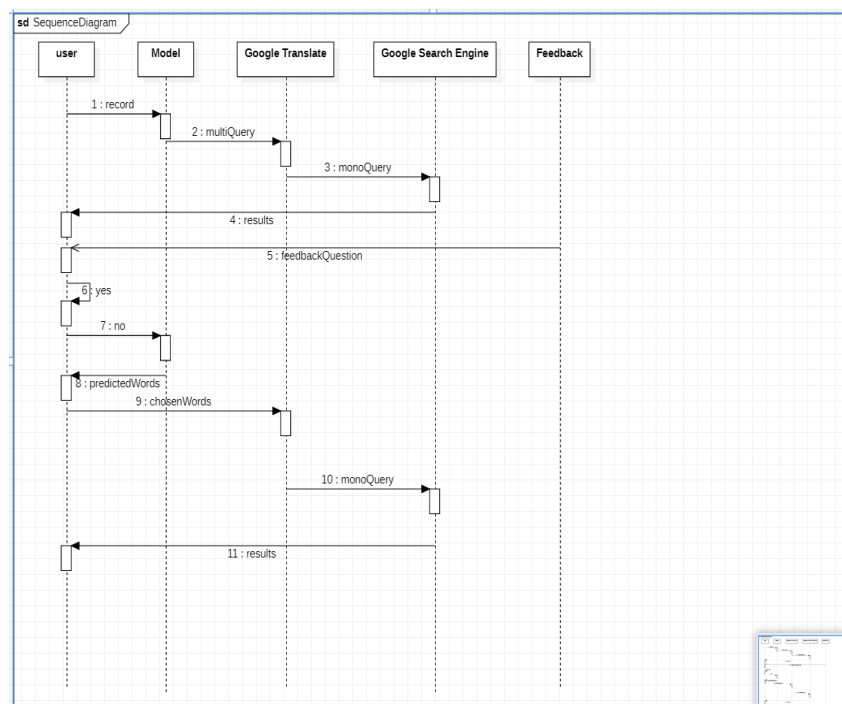 sd SequenceDiagram
user
Model
Google Translate
Google Search Engine
Feedback
1 : record
2 : multiQuery
3 : monoQuery
4 : results
5 : feedbackQuestion
6 : yes
7 : no
8 : predictedWords
9 : chosenWords
10 : monoQuery
11 : results